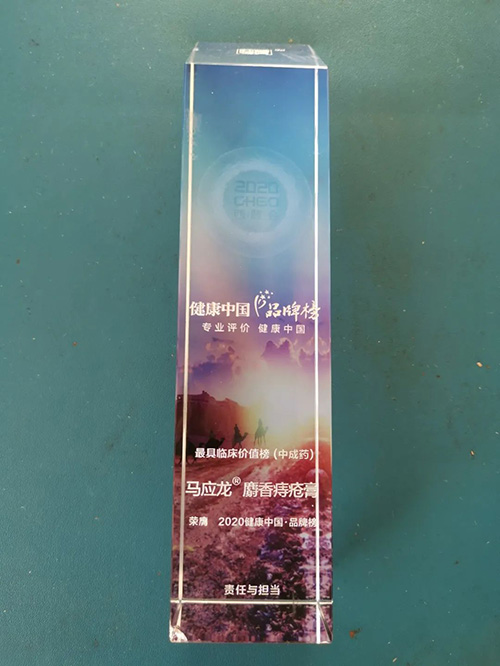 2020
健康中国 品牌榜
专业评价 健康中国
最具临床价值榜（中成药）
马应龙® 麝香痔疮膏
荣膺 2020健康中国·品牌榜
责任与担当